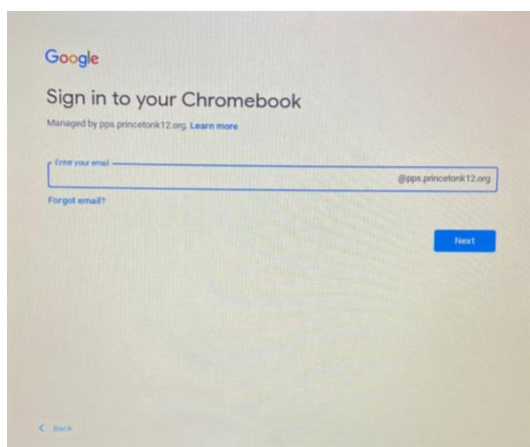 Google
Sign in to your Chromebook
Managed by pps.princetonk12.org. Learn more
Enter your email
@pps.princetonk12.org
Forgot email?
Next
< Back